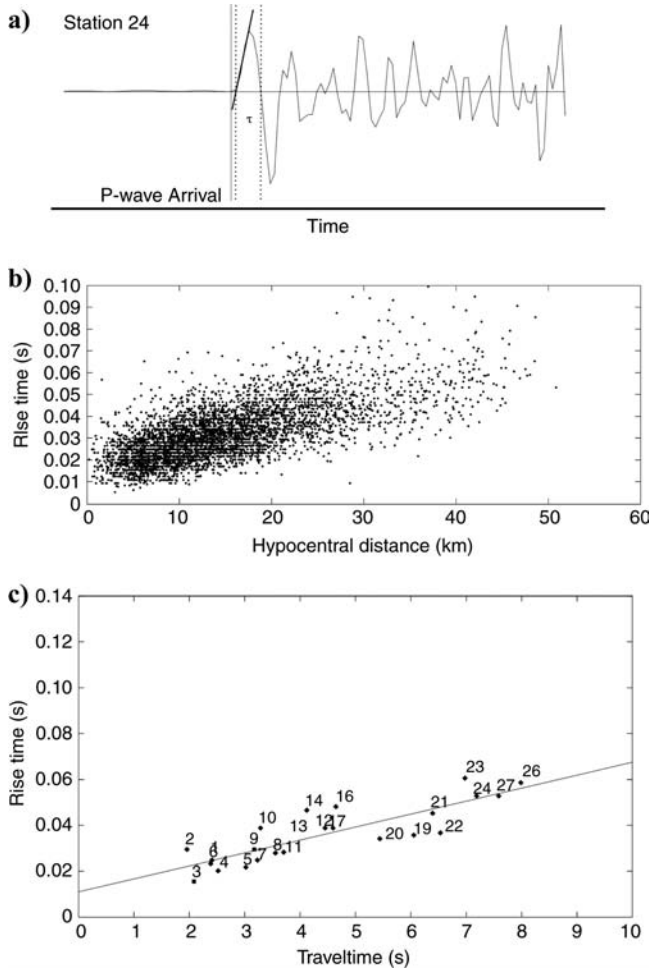 a)
Station 24
τ
P-wave Arrival
Time
b)
0.10
0.09
0.08
0.07
0.06
0.05
0.04
0.03
0.02
0.01
0
RIse time (s)
0 10 20 30 40 50 60
Hypocentral distance (km)
c)
0.14
0.12
0.10
0.08
0.06
0.04
0.02
0
Rise time (s)
23
26
24 27
14 16
21
10
13 12 17
20 19 22
2
9
8 11
6
7
5
4
3
0 1 2 3 4 5 6 7 8 9 10
Traveltime (s)